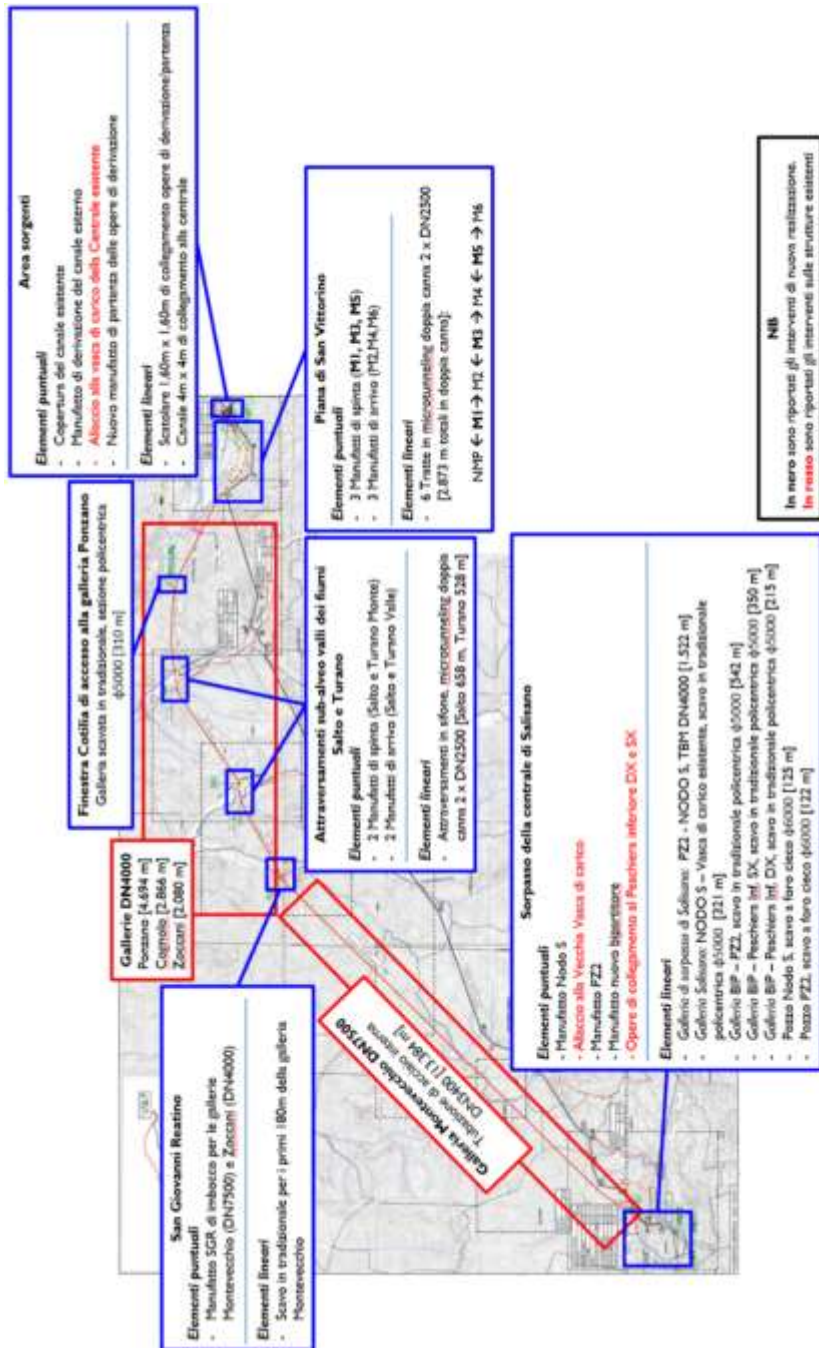 Area sorgenti
Elementi puntuali
- Copertura del canale esistente
- Manufatto di derivazione del canale esterno
- Allaccio alla vasca di carico della Centrale esistente
- Nuovo manufatto di partenza delle opere di derivazione
Elementi lineari
- Scatolare 1,60m x 1,60m di collegamento opere di derivazione/partenza
- Canale 4m x 4m di collegamento alla centrale
Finestra Cotilia di accesso alla galleria Ponzano
Galleria scavata in tradizionale, sezione policentrica
ϕ5000 [310 m]
Piana di San Vittorino
Elementi puntuali
- 3 Manufatti di spinta (M1, M3, M5)
- 3 Manufatti di arrivo (M2,M4,M6)
Elementi lineari
- 6 Tratte in microtunneling doppia canna 2 x DN2500
[2.873 m totali in doppia canna]:
NMP ← M1 → M2 ← M3 → M4 ← M5 → M6
Gallerie DN4000
Ponzano [4.694 m]
Cognolo [2.866 m]
Zoccani [2.080 m]
Attraversamenti sub-alveo valli dei fiumi
Salto e Turano
Elementi puntuali
- 2 Manufatti di spinta (Salto e Turano Monte)
- 2 Manufatti di arrivo (Salto e Turano Valle)
Elementi lineari
- Attraversamenti in sifone, microtunneling doppia
canna 2 x DN2500 [Salto 658 m, Turano 528 m]
San Giovanni Reatino
Elementi puntuali
- Manufatto SGR di imbocco per le gallerie
Montevecchio (DN7500) e Zoccani (DN4000)
Elementi lineari
- Scavo in tradizionale per i primi 180m della galleria
Montevecchio
Galleria Montevecchio DN7500
Tubazione di acciaio interna
DN3400 [13.384 m]
Sorpasso della centrale di Salisano
Elementi puntuali
- Manufatto Nodo S
- Allaccio alla Vecchia Vasca di carico
- Manufatto PZ2
- Manufatto nuovo bipartitore
- Opere di collegamento al Peschiera inferiore DX e SX
Elementi lineari
- Galleria di sorpasso di Salisano: PZ2 - NODO S, TBM DN4000 [1.522 m]
- Galleria Salisano: NODO S – Vasca di carico esistente, scavo in tradizionale
policentrica ϕ5000 [321 m]
- Galleria BIP – PZ2, scavo in tradizionale policentrica ϕ5000 [542 m]
- Galleria BIP – Peschiera Inf. SX, scavo in tradizionale policentrica ϕ5000 [350 m]
- Galleria BIP – Peschiera Inf. DX, scavo in tradizionale policentrica ϕ5000 [215 m]
- Pozzo Nodo S, scavo a foro cieco ϕ6000 [125 m]
- Pozzo PZ2, scavo a foro cieco ϕ6000 [122 m]
NB
In nero sono riportati gli interventi di nuova realizzazione.
In rosso sono riportati gli interventi sulle strutture esistenti